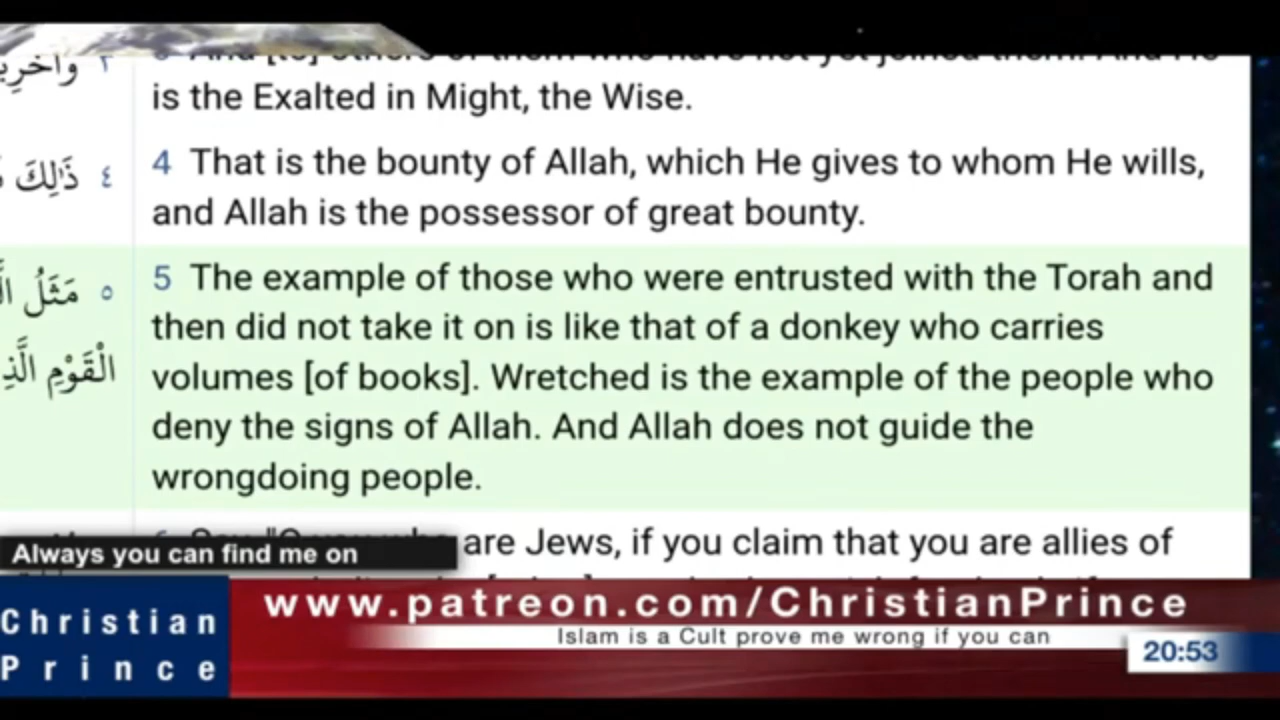 وَآخَرِي ٣
is the Exalted in Might, the Wise.
ذَٰلِكَ ٤
4 That is the bounty of Allah, which He gives to whom He wills,
and Allah is the possessor of great bounty.
مَثَلُ ٥
5 The example of those who were entrusted with the Torah and
then did not take it on is like that of a donkey who carries
الْقَوْمِ الَّذِ
volumes [of books]. Wretched is the example of the people who
deny the signs of Allah. And Allah does not guide the
wrongdoing people.
are Jews, if you claim that you are allies of
Always you can find me on
www.patreon.com/ChristianPrince
Islam is a Cult prove me wrong if you can
Christian
Prince
20:53